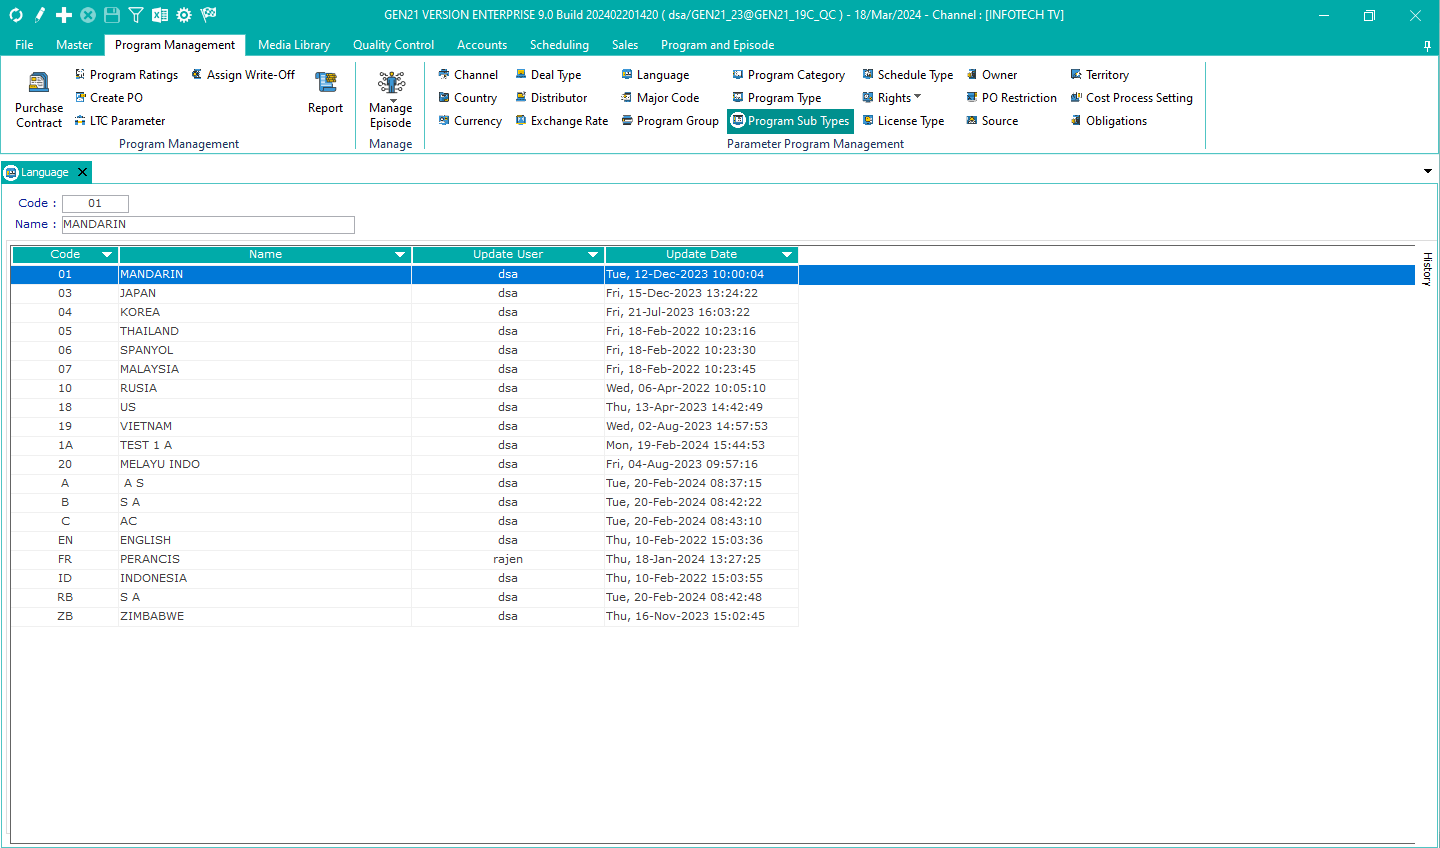 GEN21 VERSION ENTERPRISE 9.0 Build 202402201420 ( dsa/GEN21_23@GEN21_19C_QC ) - 18/Mar/2024 - Channel : [INFOTECH TV]
File Master Program Management Media Library Quality Control Accounts Scheduling Sales Program and Episode
Purchase Contract
Program Ratings
Create PO
LTC Parameter
Assign Write-Off
Report
Program Management
Manage Episode
Manage
Channel Deal Type Language Program Category Schedule Type Owner Territory
Country Distributor Major Code Program Type Rights PO Restriction Cost Process Setting
Currency Exchange Rate Program Group Program Sub Types License Type Source Obligations
Parameter Program Management
Language
Code : 01
Name : MANDARIN
Code Name Update User Update Date
01 MANDARIN dsa Tue, 12-Dec-2023 10:00:04
03 JAPAN dsa Fri, 15-Dec-2023 13:24:22
04 KOREA dsa Fri, 21-Jul-2023 16:03:22
05 THAILAND dsa Fri, 18-Feb-2022 10:23:16
06 SPANYOL dsa Fri, 18-Feb-2022 10:23:30
07 MALAYSIA dsa Fri, 18-Feb-2022 10:23:45
10 RUSIA dsa Wed, 06-Apr-2022 10:05:10
18 US dsa Thu, 13-Apr-2023 14:42:49
19 VIETNAM dsa Wed, 02-Aug-2023 14:57:53
1A TEST 1 A dsa Mon, 19-Feb-2024 15:44:53
20 MELAYU INDO dsa Fri, 04-Aug-2023 09:57:16
A A S dsa Tue, 20-Feb-2024 08:37:15
B S A dsa Tue, 20-Feb-2024 08:42:22
C AC dsa Tue, 20-Feb-2024 08:43:10
EN ENGLISH dsa Thu, 10-Feb-2022 15:03:36
FR PERANCIS rajen Thu, 18-Jan-2024 13:27:25
ID INDONESIA dsa Thu, 10-Feb-2022 15:03:55
RB S A dsa Tue, 20-Feb-2024 08:42:48
ZB ZIMBABWE dsa Thu, 16-Nov-2023 15:02:45
History